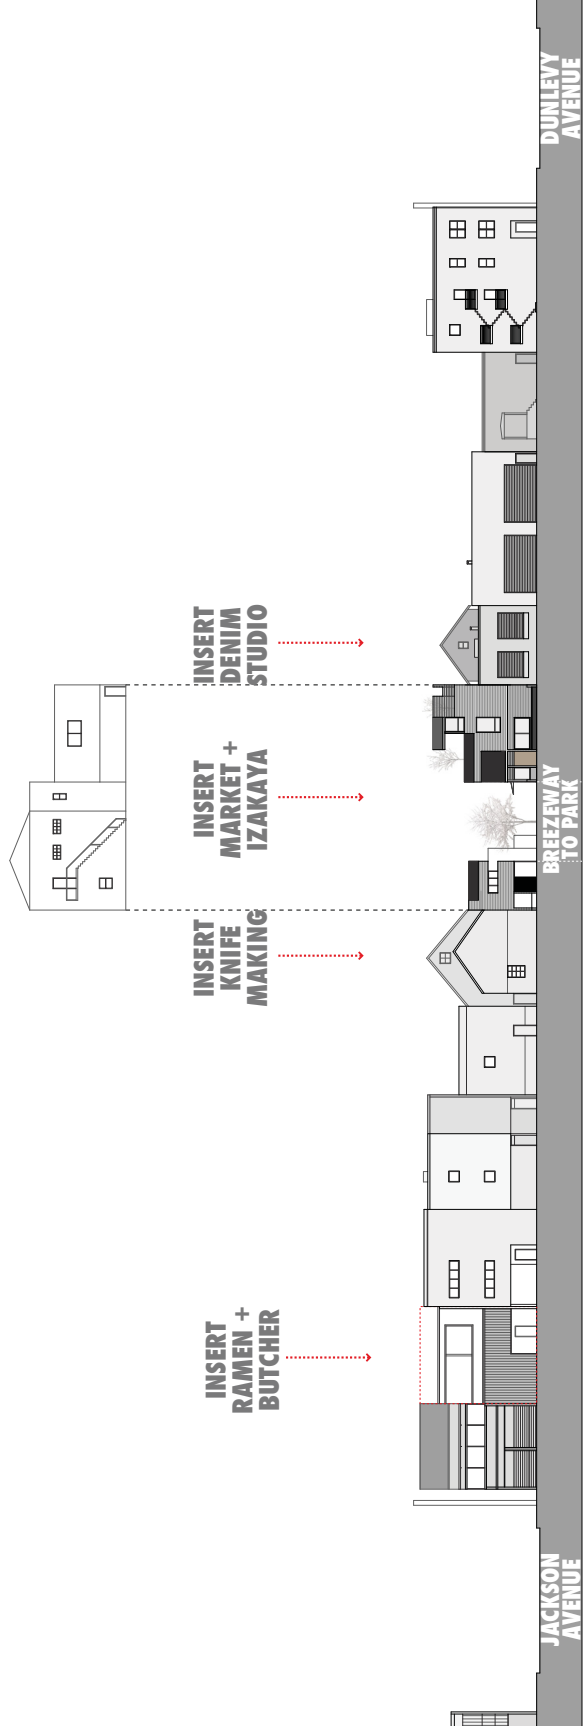 INSERT
RAMEN +
BUTCHER
INSERT
KNIFE
MAKING
INSERT
MARKET +
IZAKAYA
INSERT
DENIM
STUDIO
JACKSON
AVENUE
BREEZEWAY
TO PARK
DUNLEVY
AVENUE